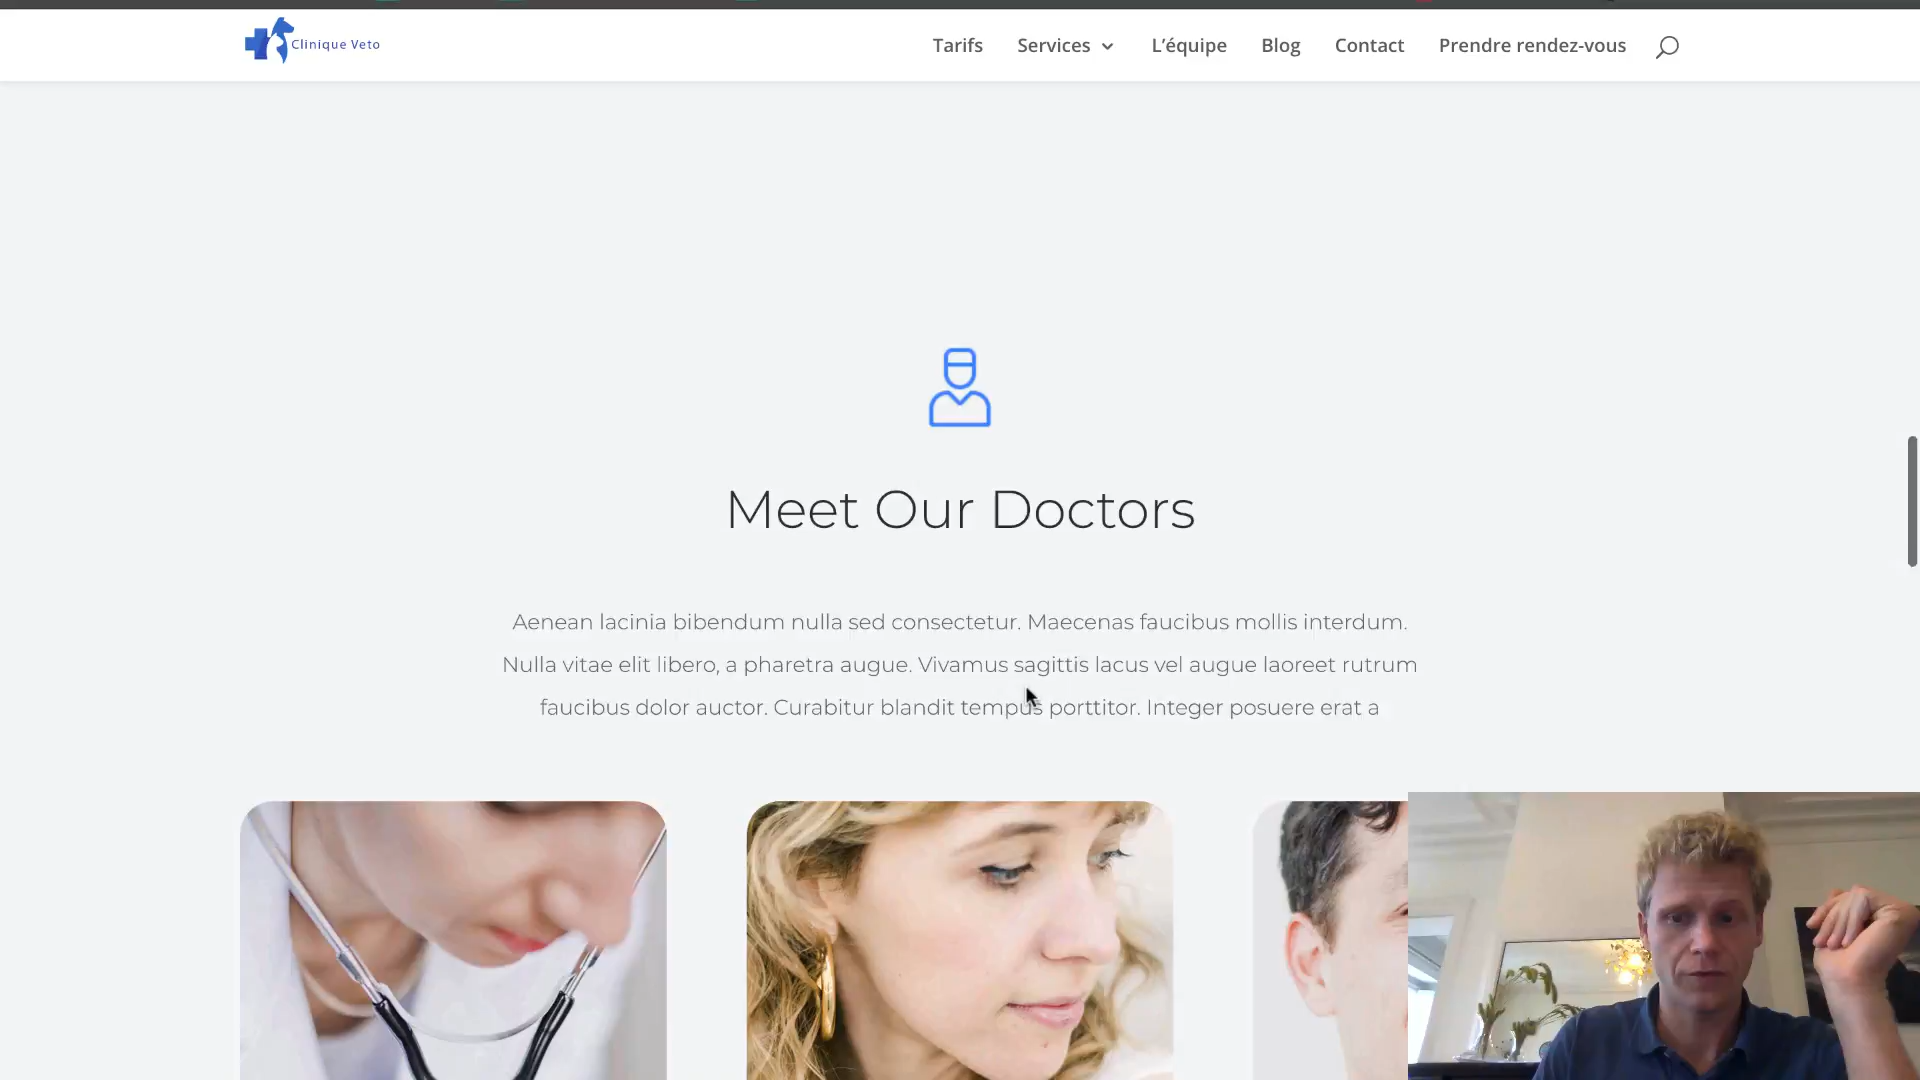 Clinique Veto
Tarifs Services L'équipe Blog Contact Prendre rendez-vous
Meet Our Doctors
Aenean lacinia bibendum nulla sed consectetur. Maecenas faucibus mollis interdum.
Nulla vitae elit libero, a pharetra augue. Vivamus sagittis lacus vel augue laoreet rutrum
faucibus dolor auctor. Curabitur blandit tempus porttitor. Integer posuere erat a